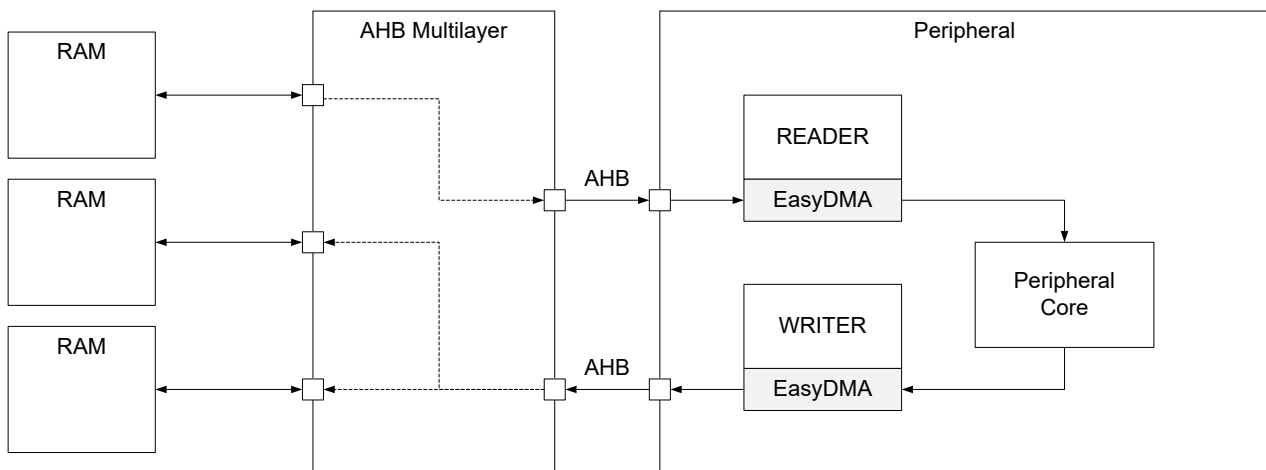 RAM
AHB Multilayer
Peripheral
READER
EasyDMA
AHB
RAM
Peripheral
Core
WRITER
EasyDMA
AHB
RAM